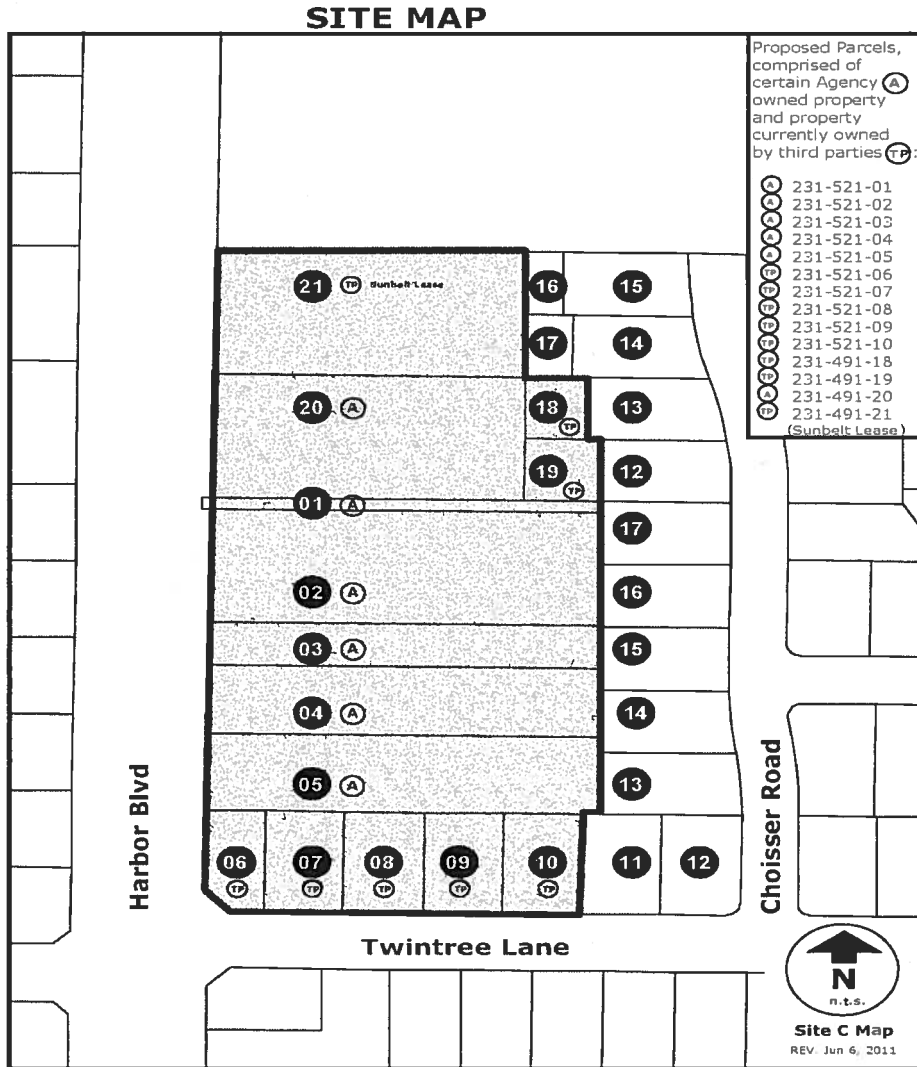 SITE MAP
Proposed Parcels,
comprised of
certain Agency A
owned property
and property
currently owned
by third parties TP:
A 231-521-01
A 231-521-02
A 231-521-03
A 231-521-04
A 231-521-05
TP 231-521-06
TP 231-521-07
TP 231-521-08
TP 231-521-09
TP 231-521-10
TP 231-491-18
TP 231-491-19
A 231-491-20
TP 231-491-21
(Sunbelt Lease)
21 TP Sunbelt Lease
16
15
17
14
20 A
18 TP
13
19 TP
12
01 A
17
02 A
16
03 A
15
04 A
14
05 A
13
06 TP
07 TP
08 TP
09 TP
10 TP
11
12
Harbor Blvd
Choisser Road
Twintree Lane
N
n.t.s.
Site C Map
REV. Jun 6, 2011